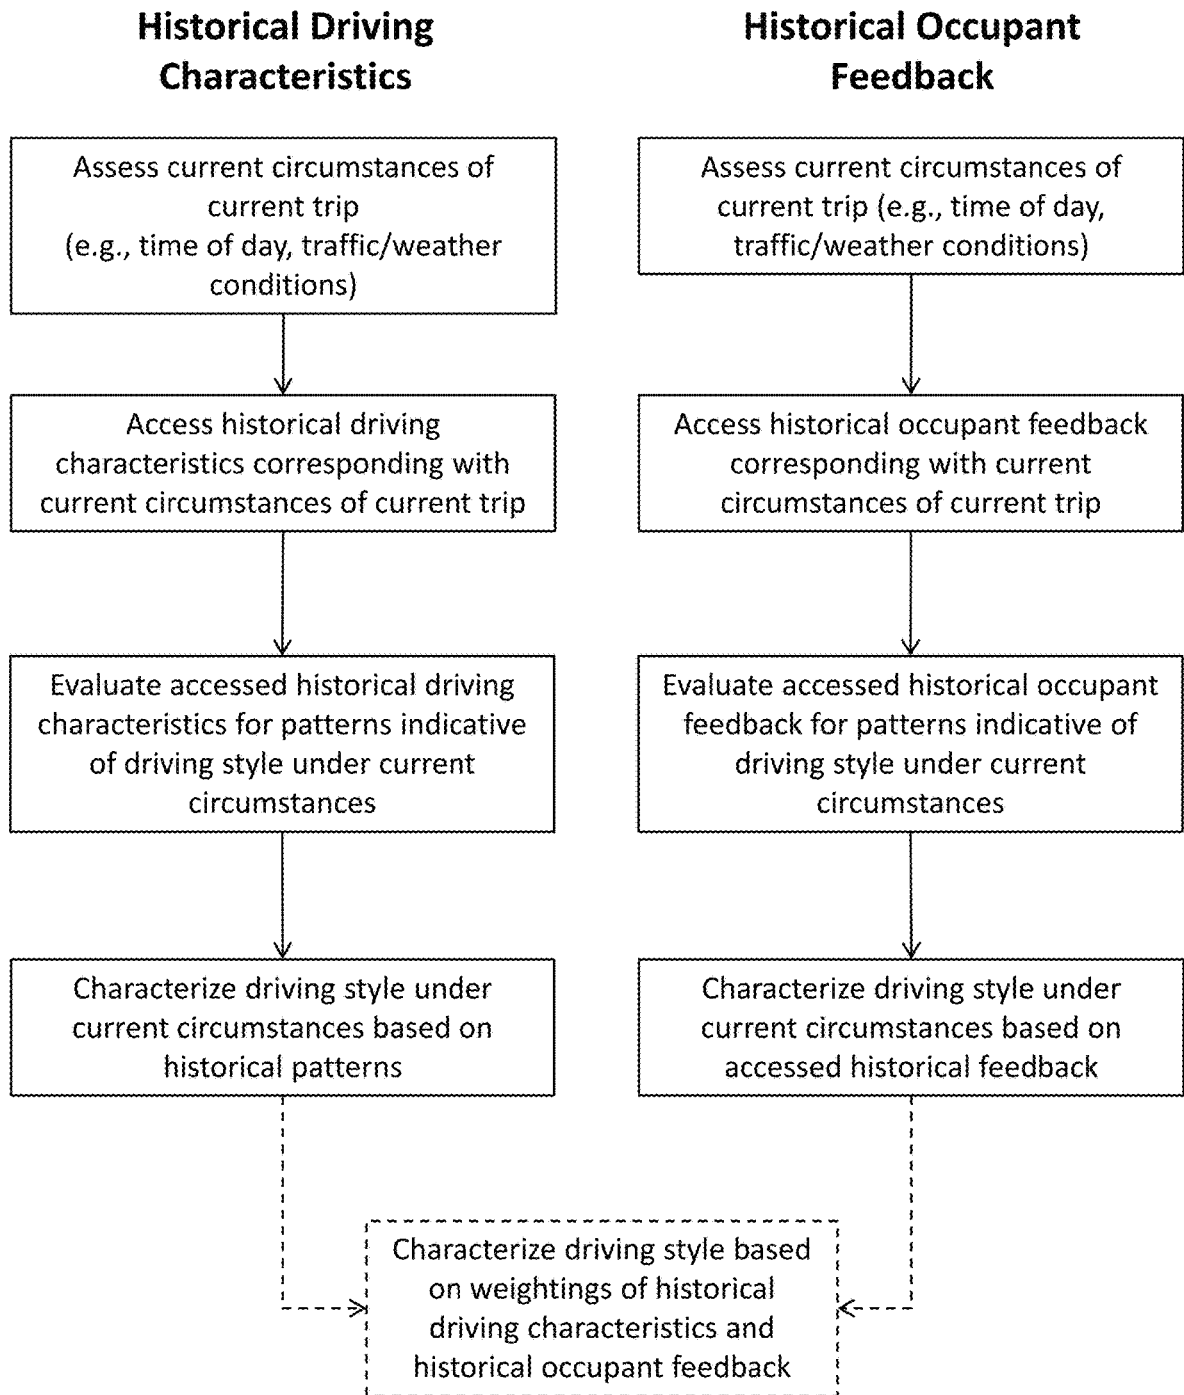 Historical Driving
Characteristics
Assess current circumstances of
current trip
(e.g., time of day, traffic/weather
conditions)
Access historical driving
characteristics corresponding with
current circumstances of current trip
Evaluate accessed historical driving
characteristics for patterns indicative
of driving style under current
circumstances
Characterize driving style under
current circumstances based on
historical patterns
Historical Occupant
Feedback
Assess current circumstances of
current trip (e.g., time of day,
traffic/weather conditions)
Access historical occupant feedback
corresponding with current
circumstances of current trip
Evaluate accessed historical occupant
feedback for patterns indicative of
driving style under current
circumstances
Characterize driving style under
current circumstances based on
accessed historical feedback
Characterize driving style based
on weightings of historical
driving characteristics and
historical occupant feedback